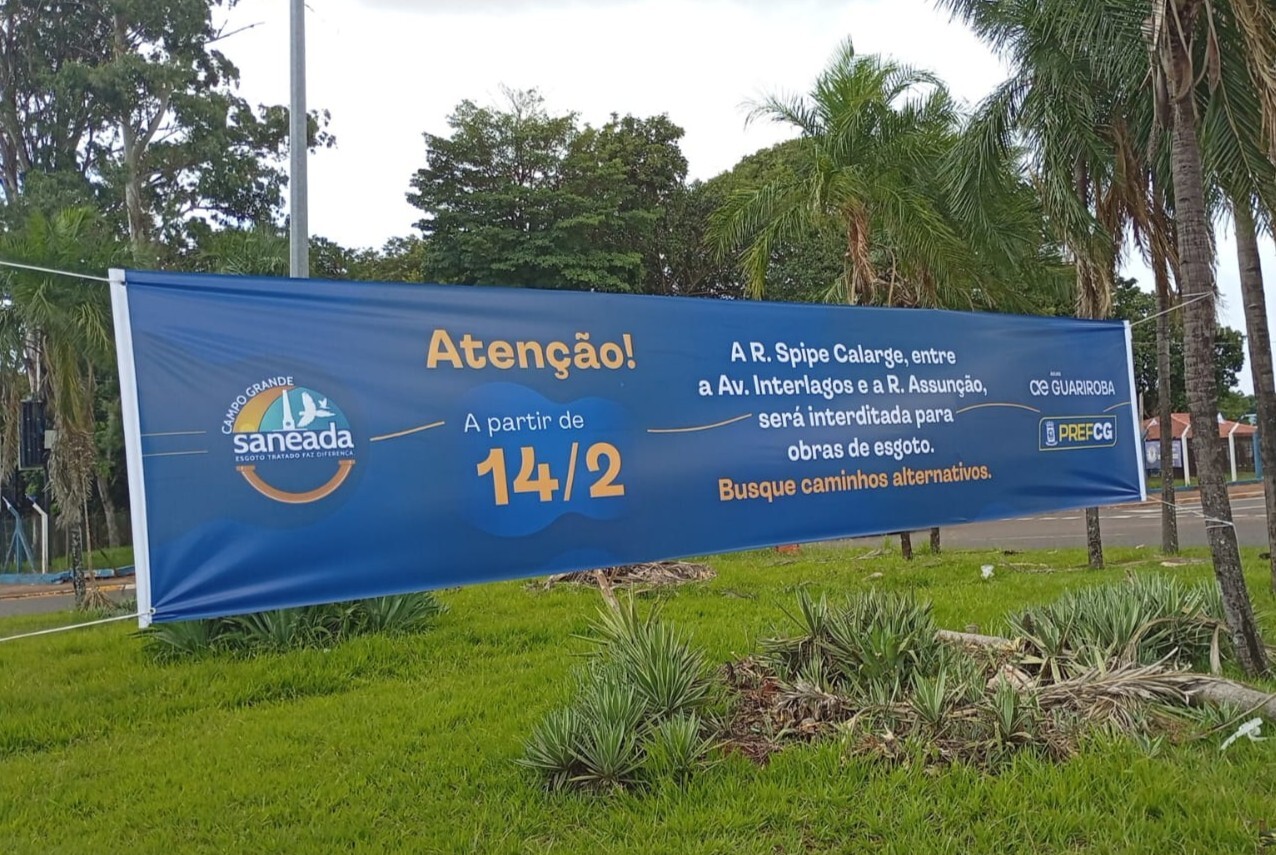 CAMPO GRANDE
saneada
ESGOTO TRATADO FAZ DIFERENÇA
Atenção!
A partir de
14/2
A R. Spipe Calarge, entre
a Av. Interlagos e a R. Assunção,
será interditada para
obras de esgoto.
Busque caminhos alternativos.
GUARIROBA
PREFCG